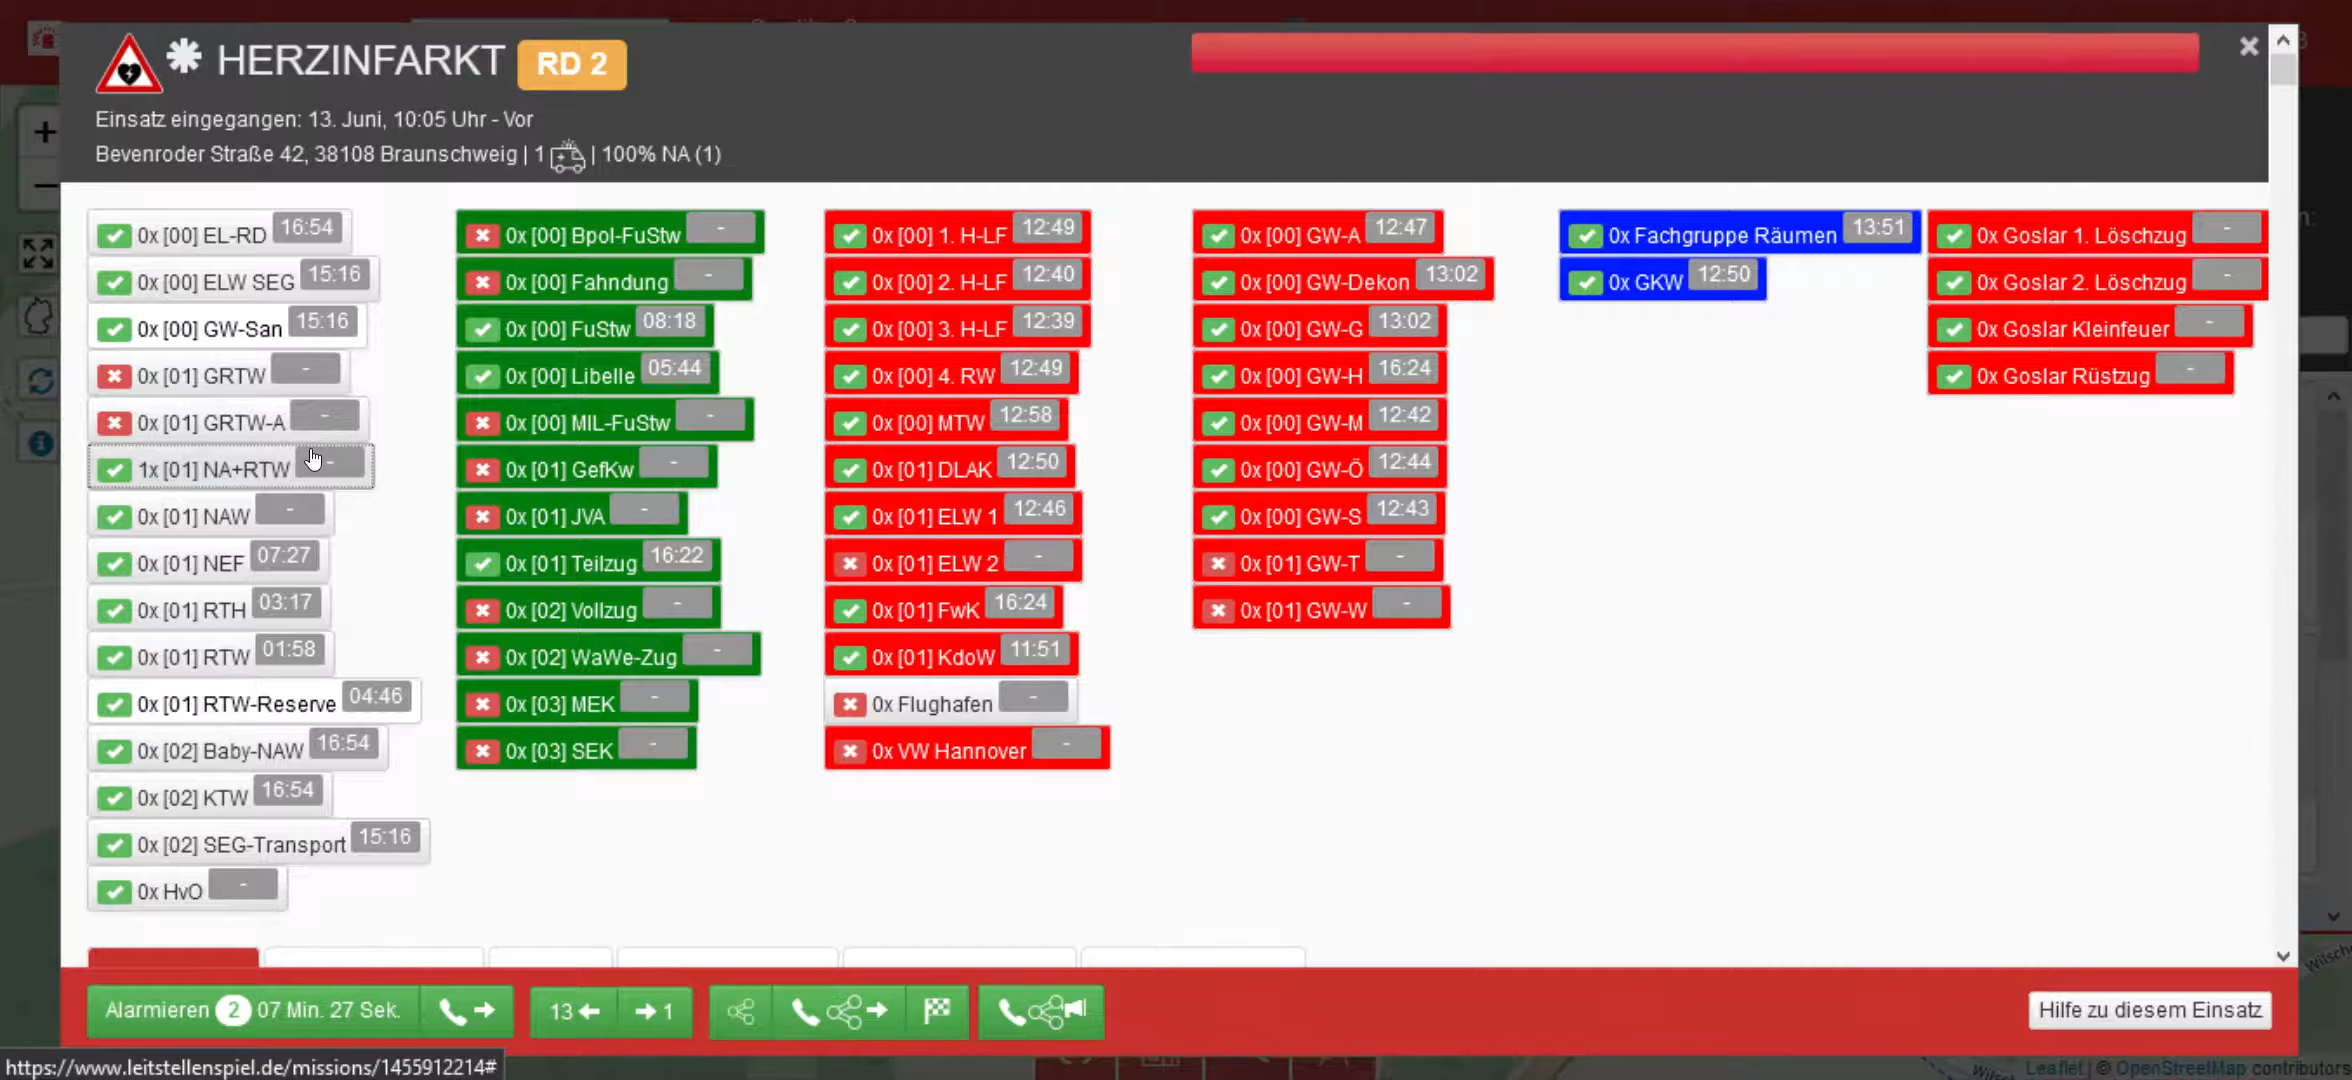 HERZINFARKT RD 2
Einsatz eingegangen: 13. Juni, 10:05 Uhr - Vor
Bevenroder Straße 42, 38108 Braunschweig | 1 | 100% NA (1)
0x [00] EL-RD 16:54
0x [00] ELW SEG 15:16
0x [00] GW-San 15:16
0x [01] GRTW -
0x [01] GRTW-A -
1x [01] NA+RTW -
0x [01] NAW -
0x [01] NEF 07:27
0x [01] RTH 03:17
0x [01] RTW 01:58
0x [01] RTW-Reserve 04:46
0x [02] Baby-NAW 16:54
0x [02] KTW 16:54
0x [02] SEG-Transport 15:16
0x HvO -
0x [00] Bpol-FuStw -
0x [00] Fahndung -
0x [00] FuStw 08:18
0x [00] Libelle 05:44
0x [00] MIL-FuStw -
0x [01] GefKw -
0x [01] JVA -
0x [01] Teilzug 16:22
0x [02] Vollzug -
0x [02] WaWe-Zug -
0x [03] MEK -
0x [03] SEK -
0x [00] 1. H-LF 12:49
0x [00] 2. H-LF 12:40
0x [00] 3. H-LF 12:39
0x [00] 4. RW 12:49
0x [00] MTW 12:58
0x [01] DLAK 12:50
0x [01] ELW 1 12:46
0x [01] ELW 2 -
0x [01] FwK 16:24
0x [01] KdoW 11:51
0x Flughafen -
0x VW Hannover -
0x [00] GW-A 12:47
0x [00] GW-Dekon 13:02
0x [00] GW-G 13:02
0x [00] GW-H 16:24
0x [00] GW-M 12:42
0x [00] GW-Ö 12:44
0x [00] GW-S 12:43
0x [01] GW-T -
0x [01] GW-W -
0x Fachgruppe Räumen 13:51
0x GKW 12:50
0x Goslar 1. Löschzug -
0x Goslar 2. Löschzug -
0x Goslar Kleinfeuer -
0x Goslar Rüstzug -
Alarmieren 2 07 Min. 27 Sek.
13
1
Hilfe zu diesem Einsatz
https://www.leitstellenspiel.de/missions/1455912214#
Leaflet | © OpenStreetMap contributors